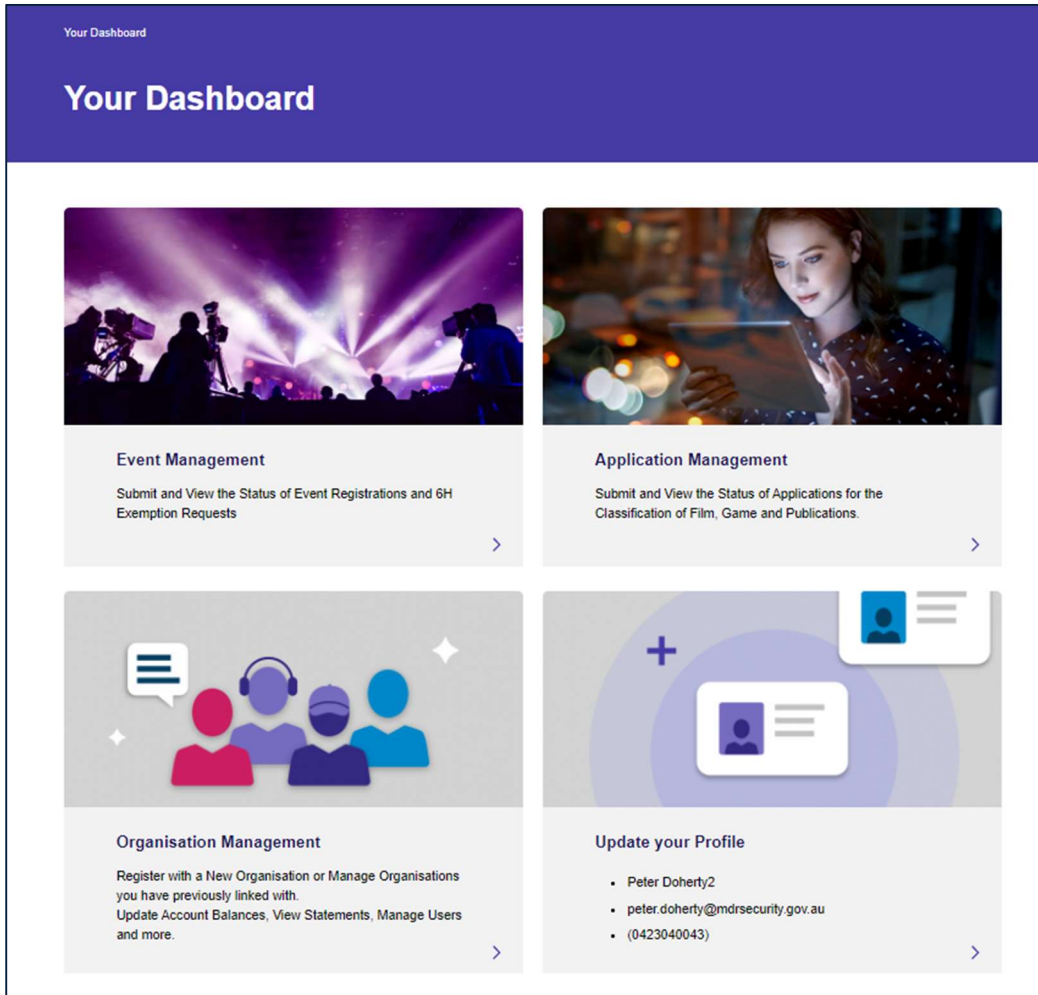 Your Dashboard
Your Dashboard
Event Management
Submit and View the Status of Event Registrations and 6H
Exemption Requests
Application Management
Submit and View the Status of Applications for the
Classification of Film, Game and Publications.
Organisation Management
Register with a New Organisation or Manage Organisations
you have previously linked with.
Update Account Balances, View Statements, Manage Users
and more.
Update your Profile
• Peter Doherty2
• peter.doherty@mdrsecurity.gov.au
• (0423040043)